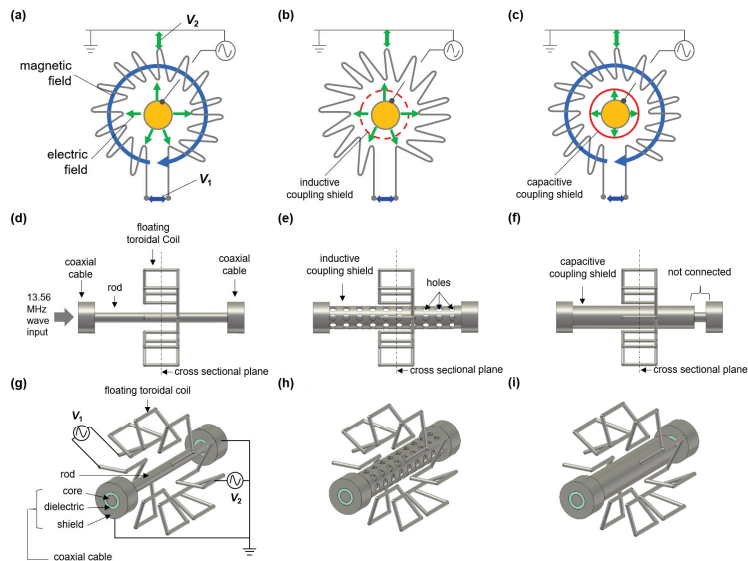 (a)
V2
magnetic
field
electric
field
V1
(b)
inductive
coupling shield
(c)
capacitive
coupling shield
(d)
floating
toroidal Coil
coaxial
cable
coaxial
cable
rod
13.56
MHz
wave
input
cross sectional plane
(e)
inductive
coupling shield
holes
cross sectional plane
(f)
capacitive
coupling shield
not connected
cross sectional plane
(g)
floating toroidal coil
V1
rod
core
dielectric
shield
V2
coaxial cable
(h)
(i)